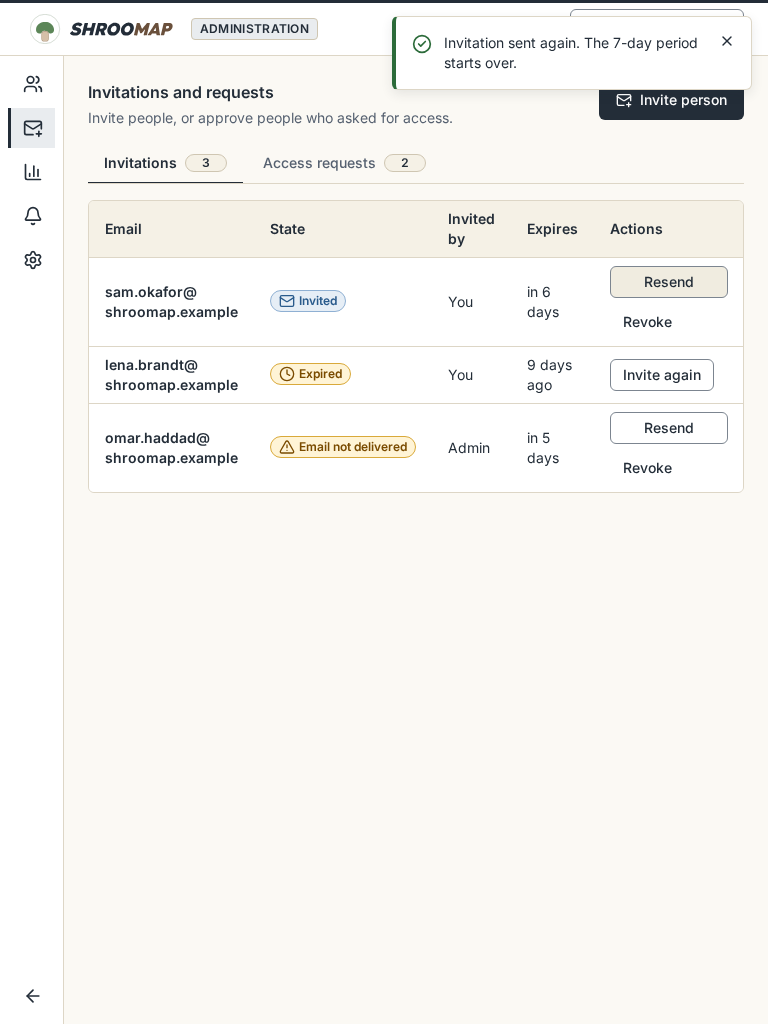 SHROOMAP
ADMINISTRATION
Invitation sent again. The 7-day period
starts over.
Invitations and requests
Invite people, or approve people who asked for access.
Invite person
Invitations 3
Access requests 2
Email
State
Invited
by
Expires
Actions
sam.okafor@
shroomap.example
Invited
You
in 6
days
Resend
Revoke
lena.brandt@
shroomap.example
Expired
You
9 days
ago
Invite again
omar.haddad@
shroomap.example
Email not delivered
Admin
in 5
days
Resend
Revoke